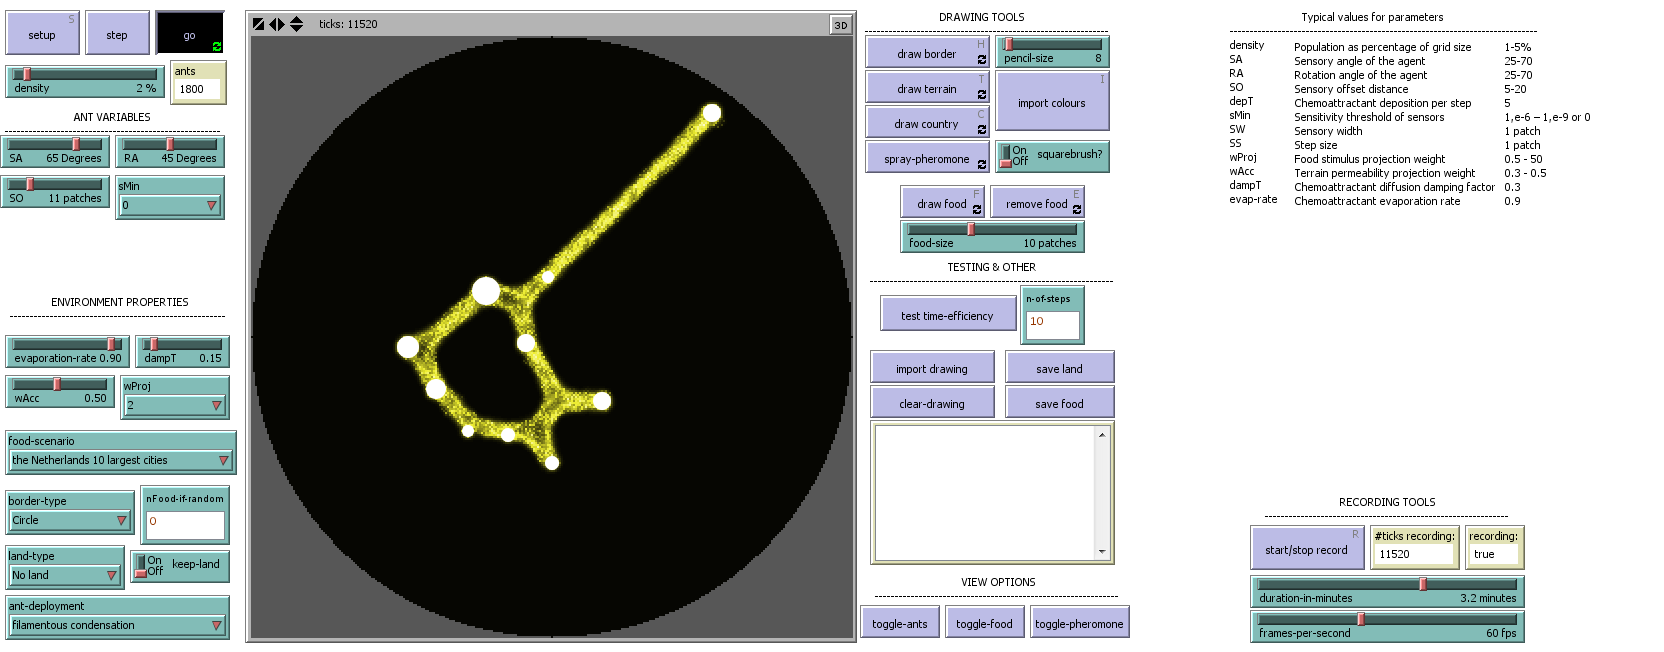 setup
S
step
go
density
2 %
ants
1800
ANT VARIABLES
SA
65 Degrees
RA
45 Degrees
SO
11 patches
sMin
0
ENVIRONMENT PROPERTIES
evaporation-rate 0.90
dampT
0.15
wAcc
0.50
wProj
2
food-scenario
the Netherlands 10 largest cities
border-type
Circle
nFood-if-random
0
land-type
No land
On
Off
keep-land
ant-deployment
filamentous condensation
ticks: 11520
3D
DRAWING TOOLS
draw border
H
pencil-size
8
draw terrain
T
import colours
I
draw country
C
spray-pheromone
On
Off
squarebrush?
draw food
F
remove food
E
food-size
10 patches
TESTING & OTHER
test time-efficiency
n-of-steps
10
import drawing
save land
clear-drawing
save food
VIEW OPTIONS
toggle-ants
toggle-food
toggle-pheromone
Typical values for parameters
density Population as percentage of grid size 1-5%
SA Sensory angle of the agent 25-70
RA Rotation angle of the agent 25-70
SO Sensory offset distance 5-20
depT Chemoattractant deposition per step 5
sMin Sensitivity threshold of sensors 1,e-6 – 1,e-9 or 0
SW Sensory width 1 patch
SS Step size 1 patch
wProj Food stimulus projection weight 0.5 - 50
wAcc Terrain permeability projection weight 0.3 - 0.5
dampT Chemoattractant diffusion damping factor 0.3
evap-rate Chemoattractant evaporation rate 0.9
RECORDING TOOLS
start/stop record
R
#ticks recording:
11520
recording:
true
duration-in-minutes
3.2 minutes
frames-per-second
60 fps